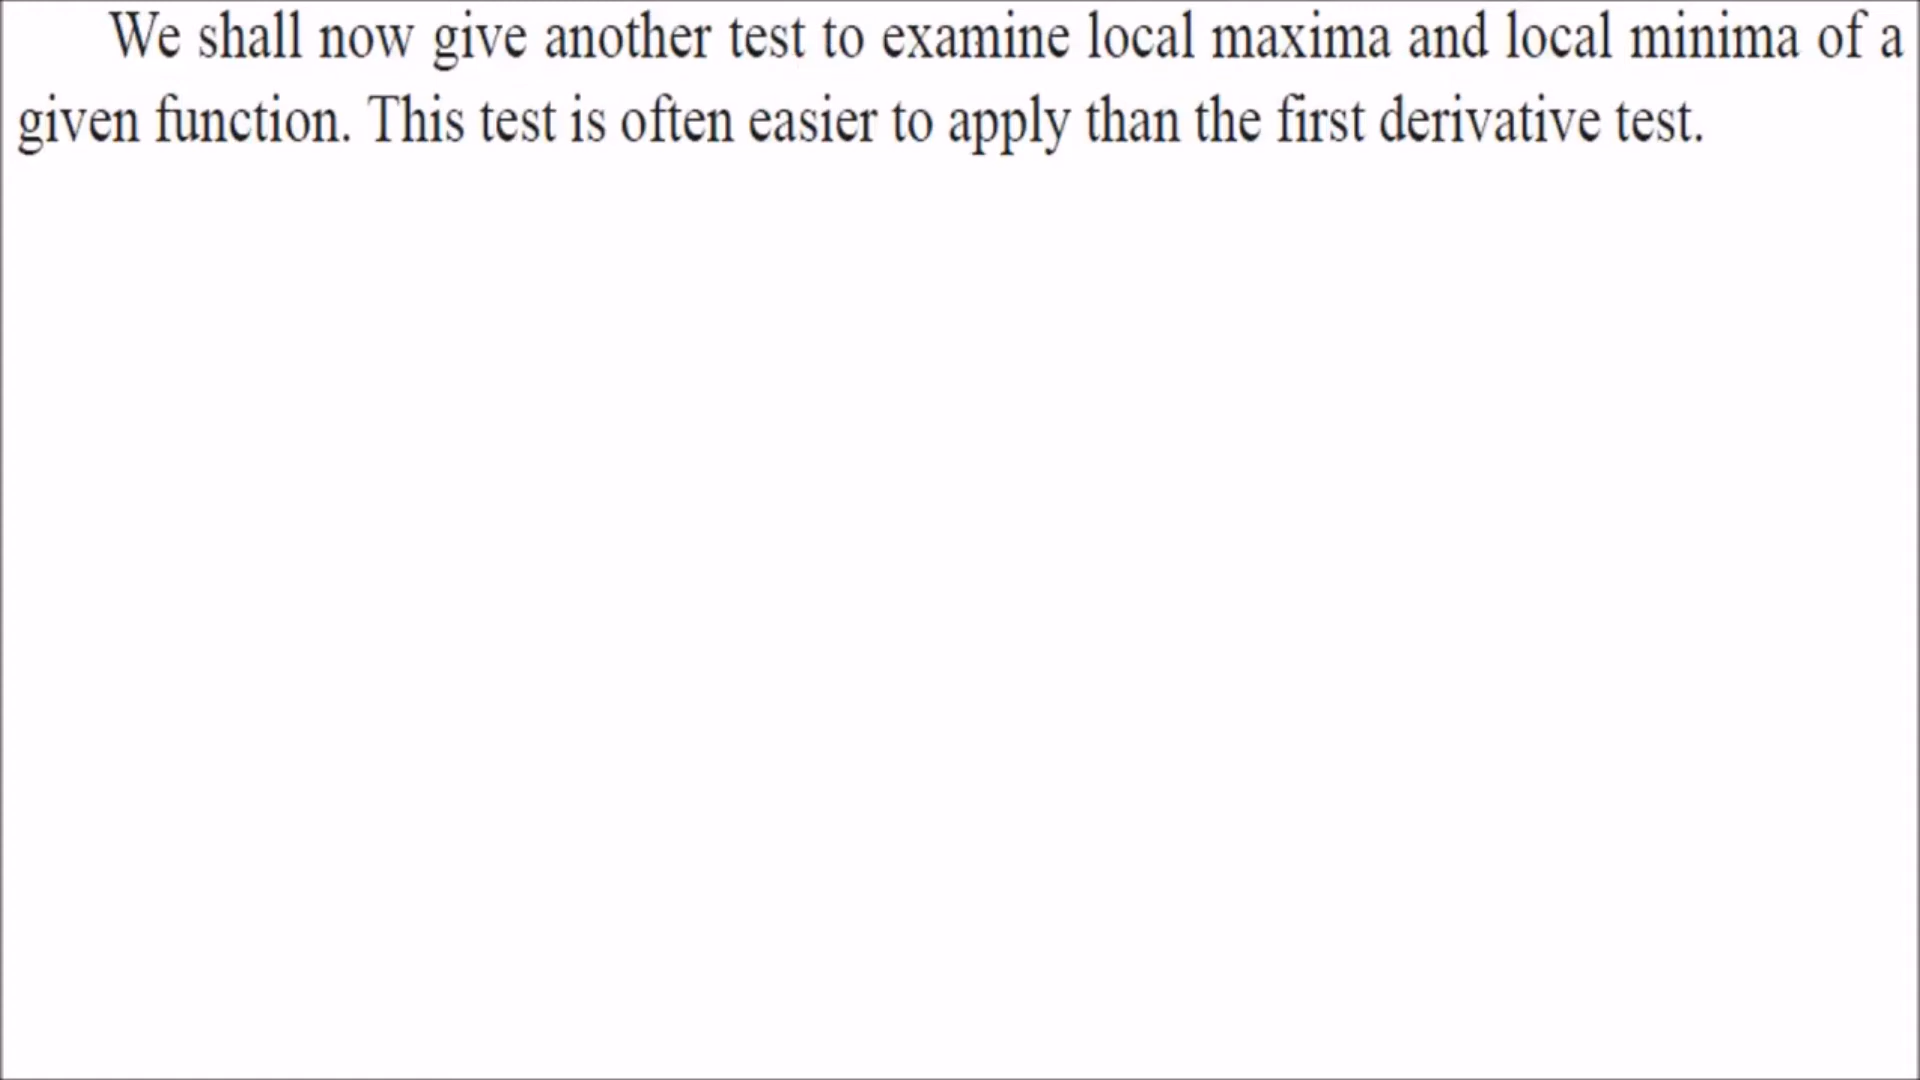 We shall now give another test to examine local maxima and local minima of a
given function. This test is often easier to apply than the first derivative test.